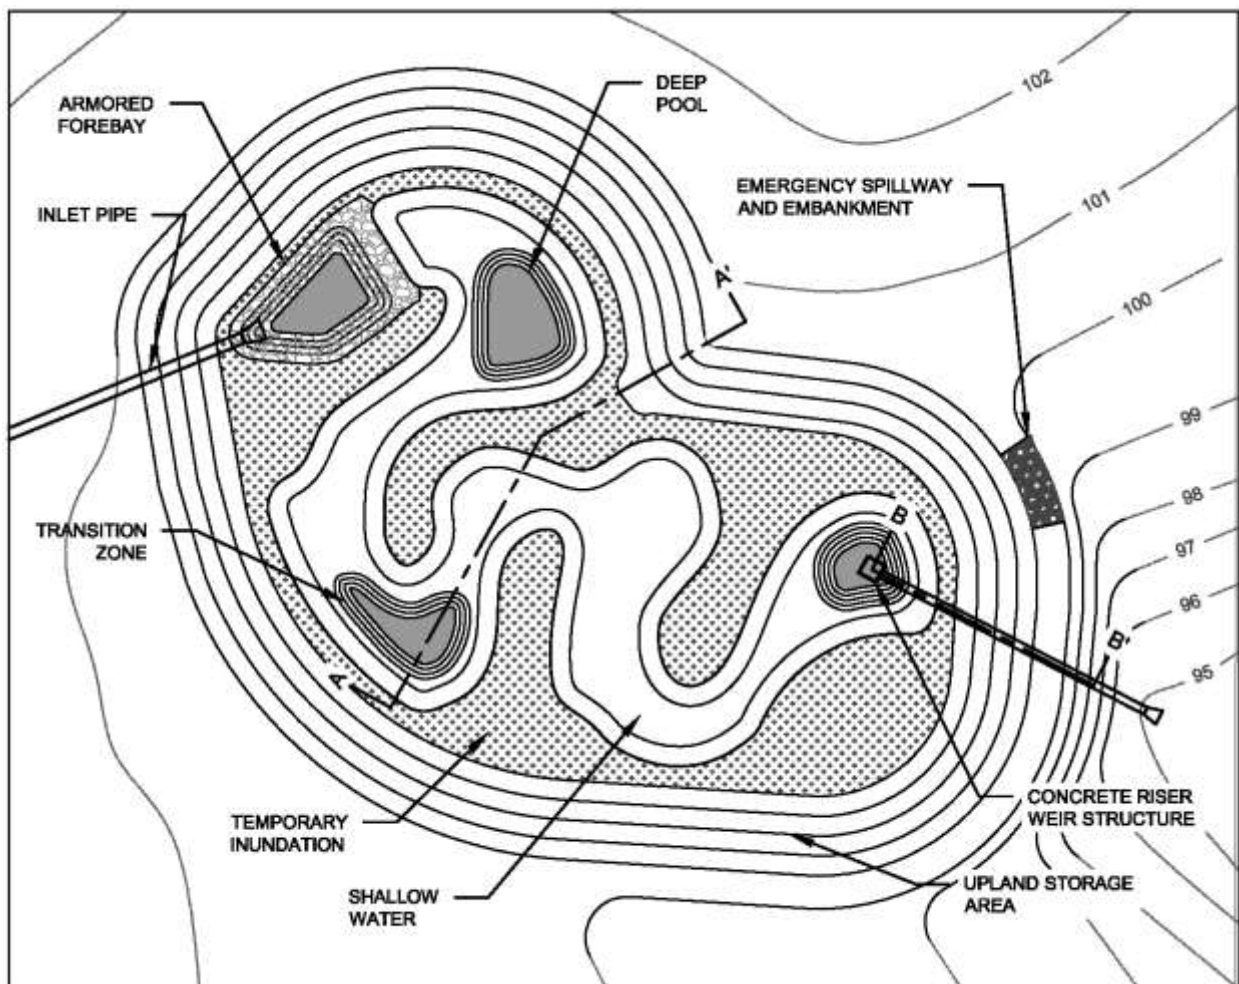 102
DEEP
POOL
ARMORED
FOREBAY
EMERGENCY SPILLWAY
AND EMBANKMENT
101
INLET PIPE
A'
100
99
98
B
TRANSITION
ZONE
97
96
B'
95
A
CONCRETE RISER
WEIR STRUCTURE
TEMPORARY
INUNDATION
SHALLOW
WATER
UPLAND STORAGE
AREA